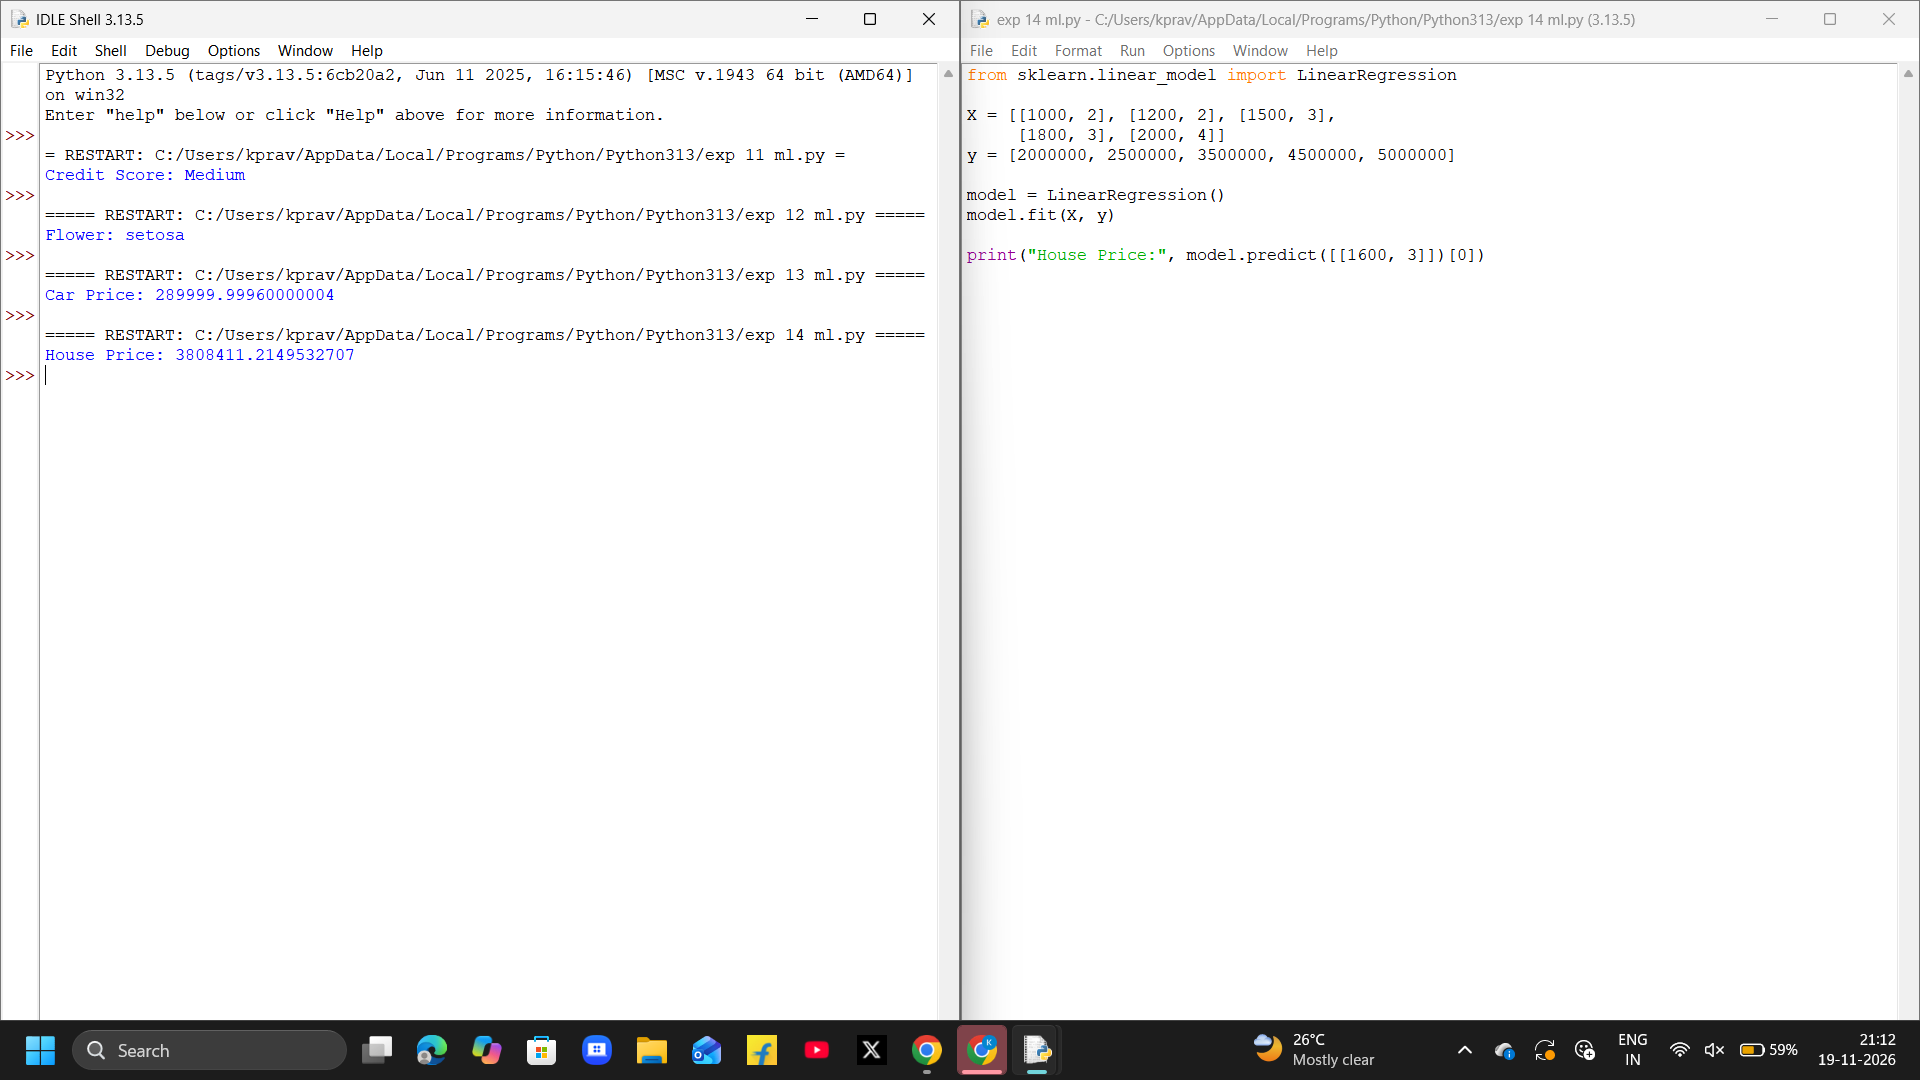 IDLE Shell 3.13.5
File Edit Shell Debug Options Window Help
Python 3.13.5 (tags/v3.13.5:6cb20a2, Jun 11 2025, 16:15:46) [MSC v.1943 64 bit (AMD64)]
on win32
Enter "help" below or click "Help" above for more information.
>>>
= RESTART: C:/Users/kprav/AppData/Local/Programs/Python/Python313/exp 11 ml.py =
Credit Score: Medium
>>>
===== RESTART: C:/Users/kprav/AppData/Local/Programs/Python/Python313/exp 12 ml.py =====
Flower: setosa
>>>
===== RESTART: C:/Users/kprav/AppData/Local/Programs/Python/Python313/exp 13 ml.py =====
Car Price: 289999.99960000004
>>>
===== RESTART: C:/Users/kprav/AppData/Local/Programs/Python/Python313/exp 14 ml.py =====
House Price: 3808411.2149532707
>>>
exp 14 ml.py - C:/Users/kprav/AppData/Local/Programs/Python/Python313/exp 14 ml.py (3.13.5)
File Edit Format Run Options Window Help
from sklearn.linear_model import LinearRegression
X = [[1000, 2], [1200, 2], [1500, 3],
     [1800, 3], [2000, 4]]
y = [2000000, 2500000, 3500000, 4500000, 5000000]
model = LinearRegression()
model.fit(X, y)
print("House Price:", model.predict([[1600, 3]])[0])
Search
K
26°C
Mostly clear
ENG
IN
59%
21:12
19-11-2026